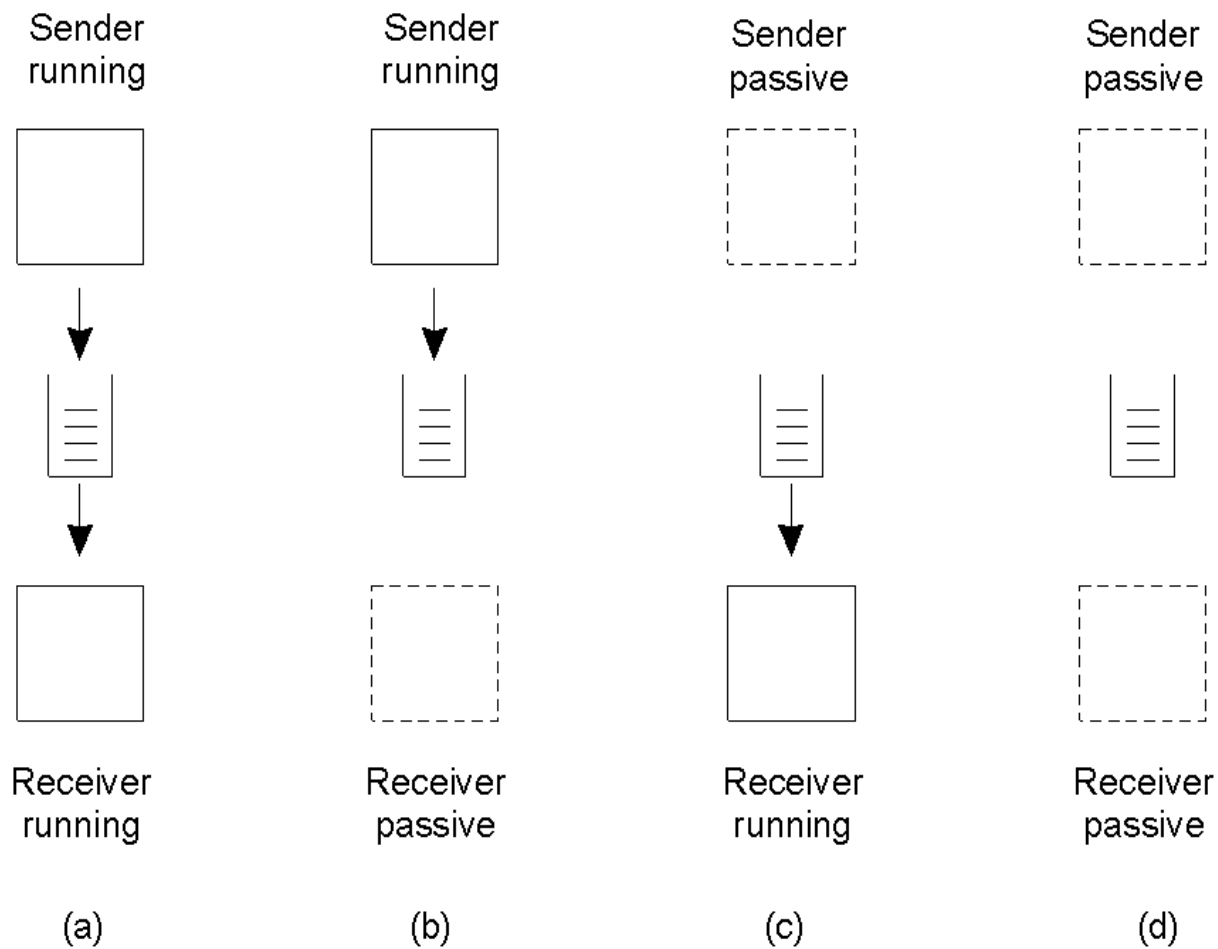 Sender
running
Sender
running
Sender
passive
Sender
passive
Receiver
running
Receiver
passive
Receiver
running
Receiver
passive
(a)
(b)
(c)
(d)